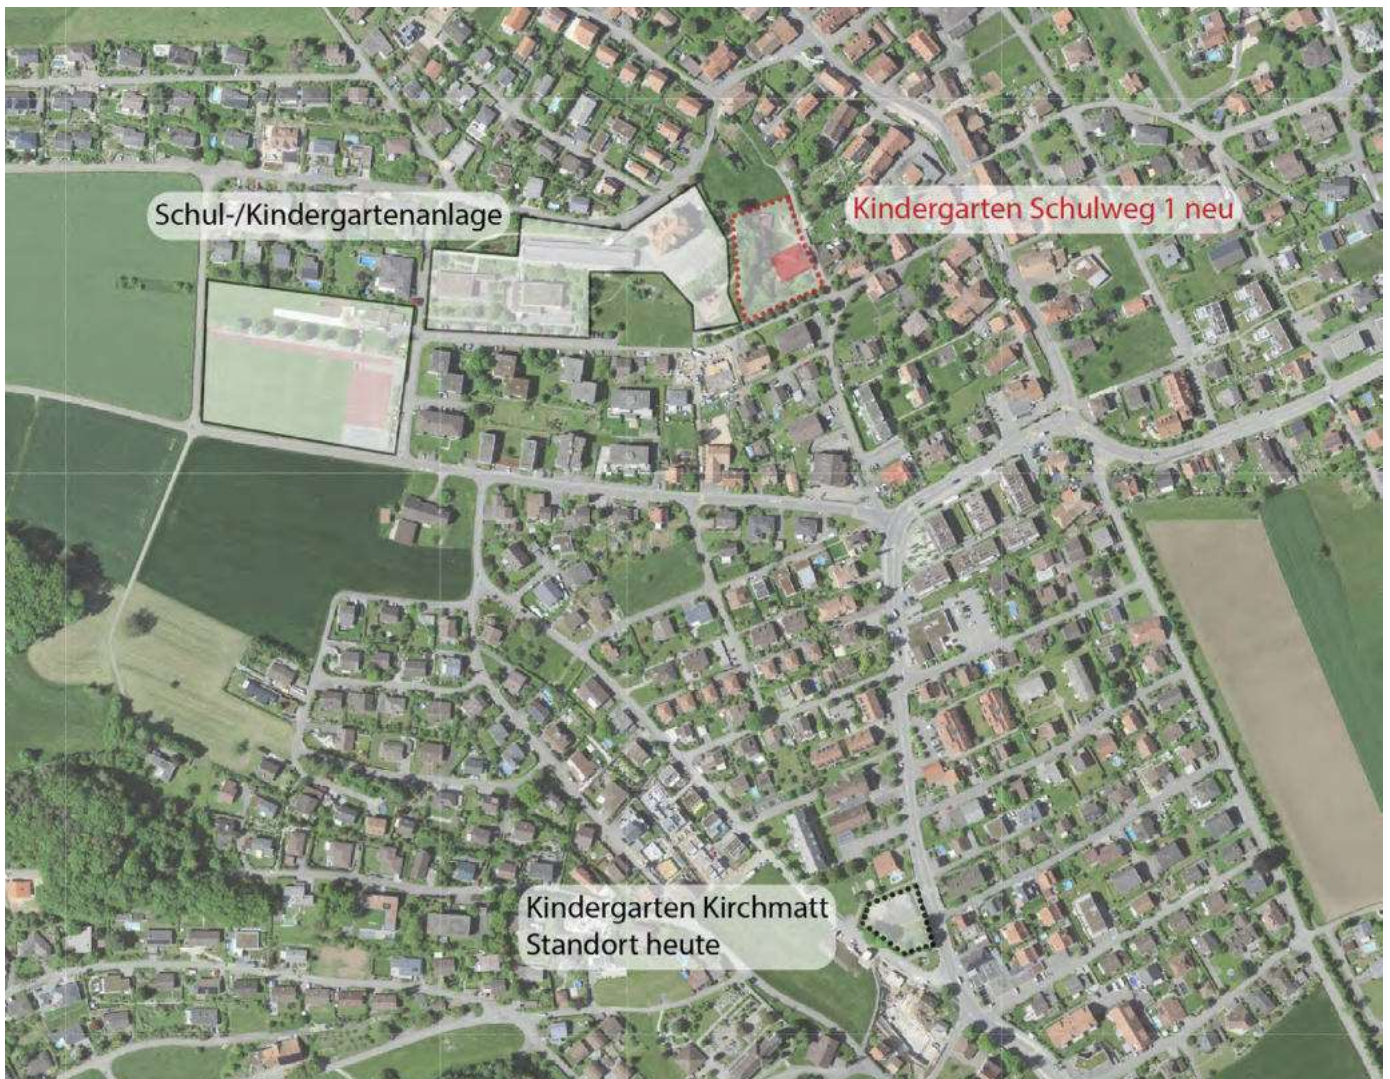 Schul-/Kindergartenanlage
Kindergarten Schulweg 1 neu
Kindergarten Kirchmatt
Standort heute